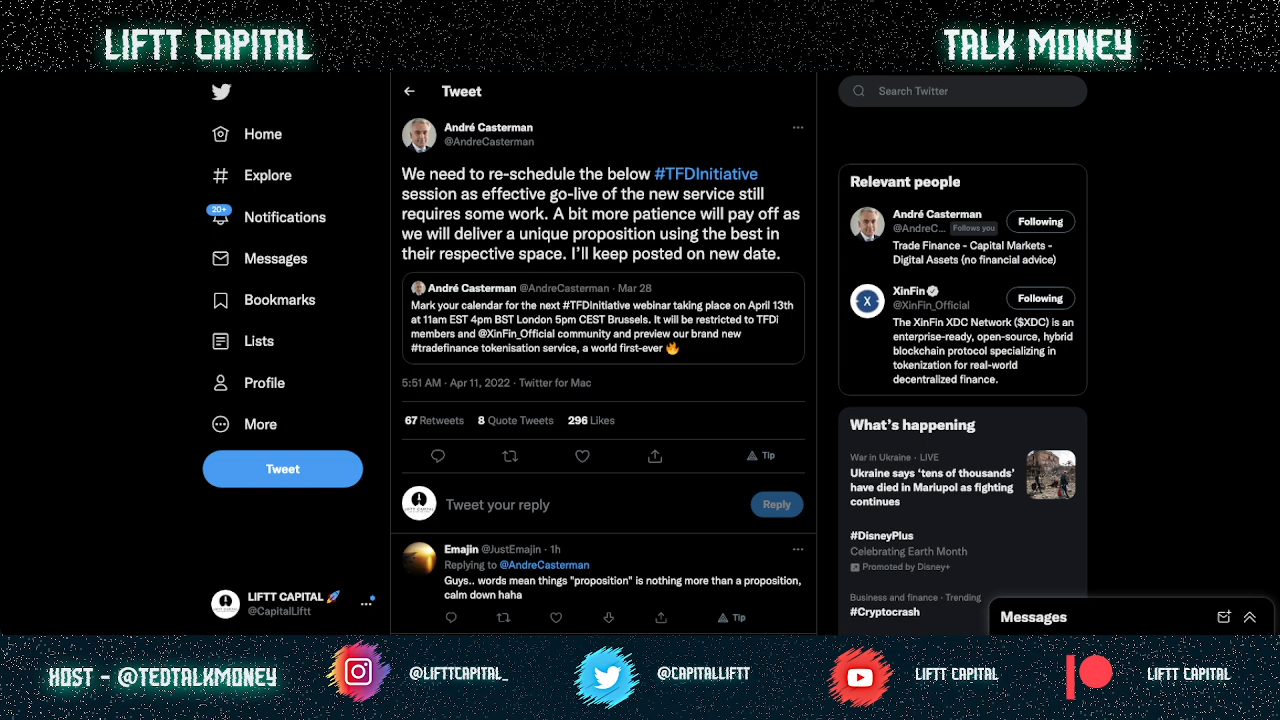 LIFTT CAPITAL
TALK MONEY
Home
Explore
20+
Notifications
Messages
Bookmarks
Lists
Profile
More
Tweet
LIFTT CAPITAL 🚀
@CapitalLiftt
Tweet
André Casterman
@AndreCasterman
We need to re-schedule the below #TFDInitiative
session as effective go-live of the new service still
requires some work. A bit more patience will pay off as
we will deliver a unique proposition using the best in
their respective space. I'll keep posted on new date.
André Casterman @AndreCasterman · Mar 28
Mark your calendar for the next #TFDInitiative webinar taking place on April 13th
at 11am EST 4pm BST London 5pm CEST Brussels. It will be restricted to TFDi
members and @XinFin_Official community and preview our brand new
#tradefinance tokenisation service, a world first-ever 🔥
5:51 AM · Apr 11, 2022 · Twitter for Mac
67 Retweets 8 Quote Tweets 296 Likes
Tip
LIFTT CAPITAL
Tweet your reply
Reply
Emajin @JustEmajin · 1h
Replying to @AndreCasterman
Guys.. words mean things "proposition" is nothing more than a proposition,
calm down haha
Tip
Search Twitter
Relevant people
André Casterman
@AndreC... Follows you
Following
Trade Finance - Capital Markets -
Digital Assets (no financial advice)
XinFin
@XinFin_Official
Following
The XinFin XDC Network ($XDC) is an
enterprise-ready, open-source, hybrid
blockchain protocol specializing in
tokenization for real-world
decentralized finance.
What's happening
War in Ukraine · LIVE
Ukraine says 'tens of thousands'
have died in Mariupol as fighting
continues
#DisneyPlus
Celebrating Earth Month
Promoted by Disney+
Business and finance · Trending
#Cryptocrash
Messages
HOST - @TEDTALKMONEY
@LIFTTCAPITAL_
@CAPITALLIFTT
LIFTT CAPITAL
LIFTT CAPITAL